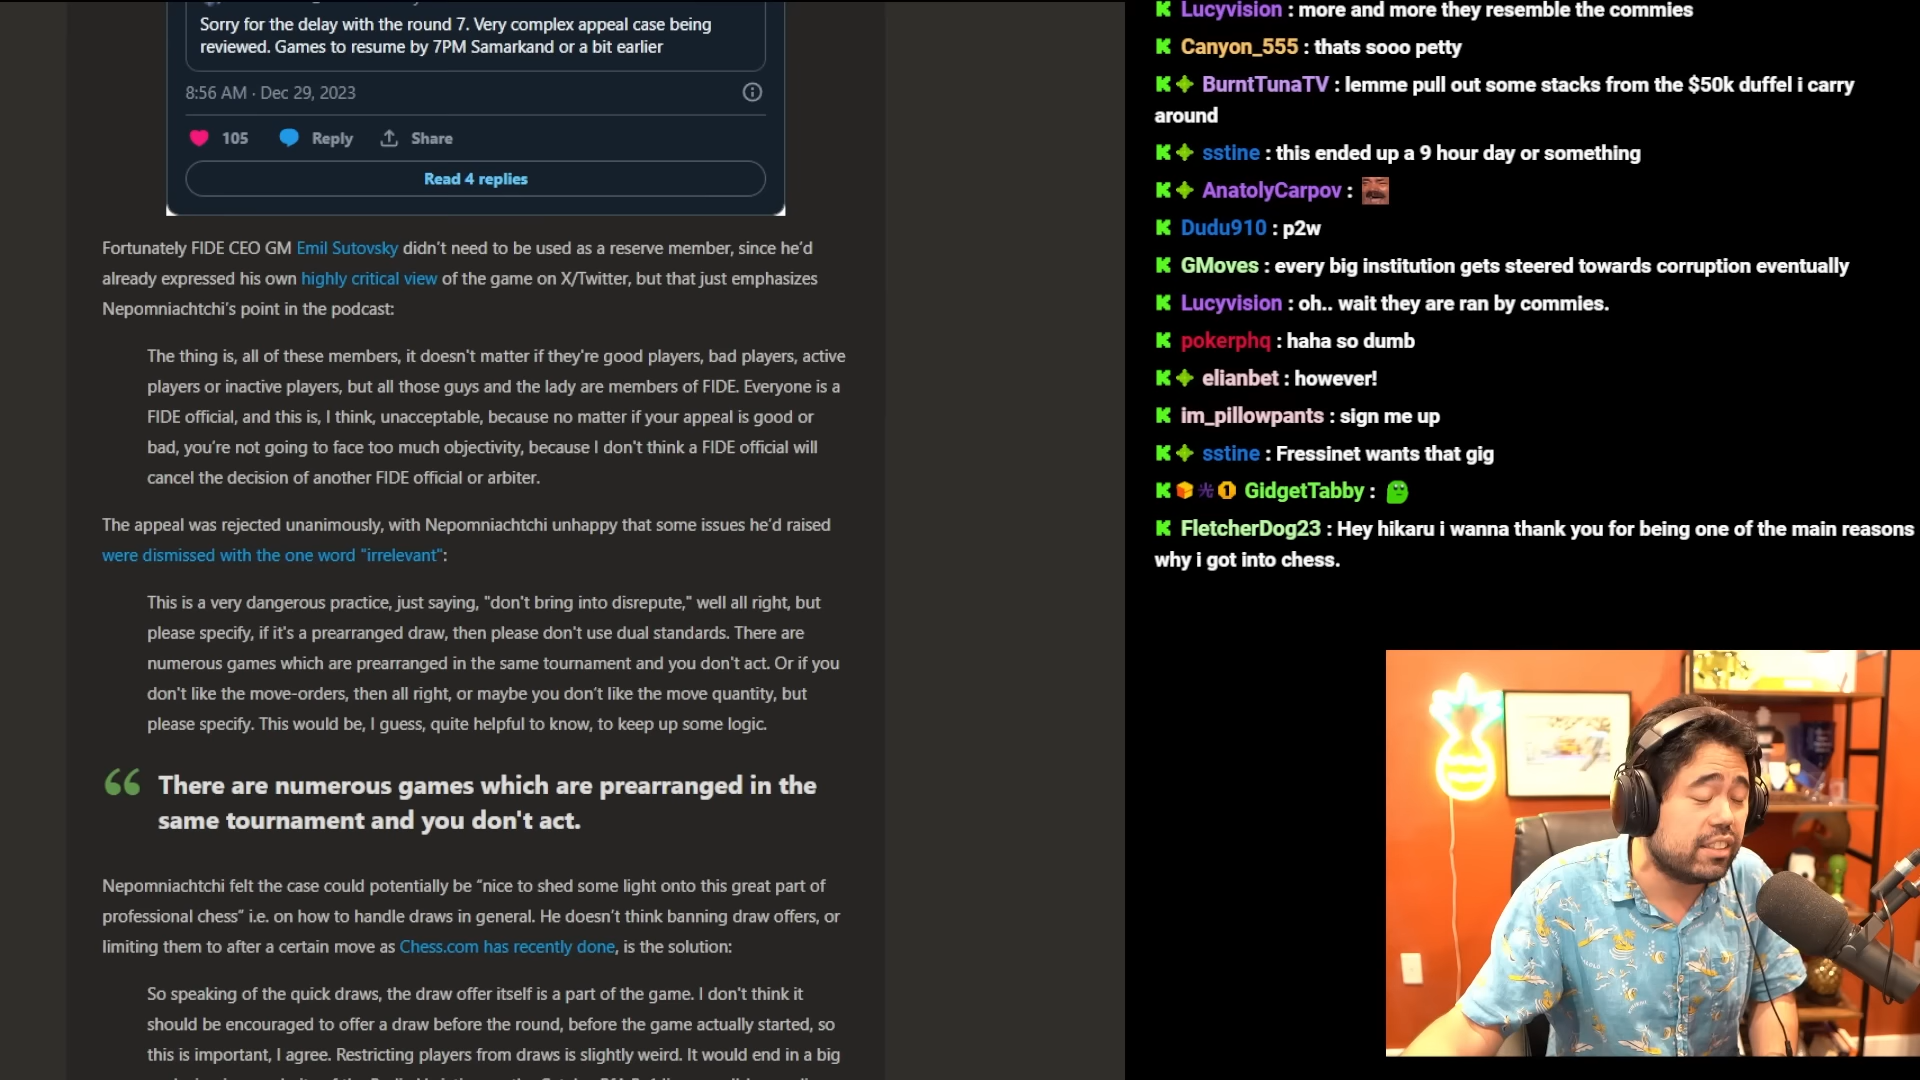 Sorry for the delay with the round 7. Very complex appeal case being
reviewed. Games to resume by 7PM Samarkand or a bit earlier
8:56 AM · Dec 29, 2023
105 Reply Share
Read 4 replies
Fortunately FIDE CEO GM Emil Sutovsky didn't need to be used as a reserve member, since he'd
already expressed his own highly critical view of the game on X/Twitter, but that just emphasizes
Nepomniachtchi's point in the podcast:
The thing is, all of these members, it doesn't matter if they're good players, bad players, active
players or inactive players, but all those guys and the lady are members of FIDE. Everyone is a
FIDE official, and this is, I think, unacceptable, because no matter if your appeal is good or
bad, you're not going to face too much objectivity, because I don't think a FIDE official will
cancel the decision of another FIDE official or arbiter.
The appeal was rejected unanimously, with Nepomniachtchi unhappy that some issues he'd raised
were dismissed with the one word "irrelevant":
This is a very dangerous practice, just saying, "don't bring into disrepute," well all right, but
please specify, if it's a prearranged draw, then please don't use dual standards. There are
numerous games which are prearranged in the same tournament and you don't act. Or if you
don't like the move-orders, then all right, or maybe you don't like the move quantity, but
please specify. This would be, I guess, quite helpful to know, to keep up some logic.
“ There are numerous games which are prearranged in the
same tournament and you don't act.
Nepomniachtchi felt the case could potentially be “nice to shed some light onto this great part of
professional chess” i.e. on how to handle draws in general. He doesn't think banning draw offers, or
limiting them to after a certain move as Chess.com has recently done, is the solution:
So speaking of the quick draws, the draw offer itself is a part of the game. I don't think it
should be encouraged to offer a draw before the round, before the game actually started, so
this is important, I agree. Restricting players from draws is slightly weird. It would end in a big
Lucyvision : more and more they resemble the commies
Canyon_555 : thats sooo petty
BurntTunaTV : lemme pull out some stacks from the $50k duffel i carry
around
sstine : this ended up a 9 hour day or something
AnatolyCarpov :
Dudu910 : p2w
GMoves : every big institution gets steered towards corruption eventually
Lucyvision : oh.. wait they are ran by commies.
pokerphq : haha so dumb
elianbet : however!
im_pillowpants : sign me up
sstine : Fressinet wants that gig
GidgetTabby :
FletcherDog23 : Hey hikaru i wanna thank you for being one of the main reasons
why i got into chess.